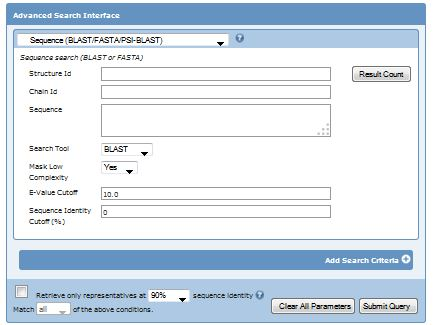 Advanced Search Interface
Sequence (BLAST/FASTA/PSI-BLAST)
Sequence search (BLAST or FASTA)
Structure Id
Result Count
Chain Id
Sequence
Search Tool BLAST
Mask Low Yes
Complexity
E-Value Cutoff 10.0
Sequence Identity 0
Cutoff (%)
Add Search Criteria
Retrieve only representatives at 90% sequence identity
Match all of the above conditions.
Clear All Parameters Submit Query